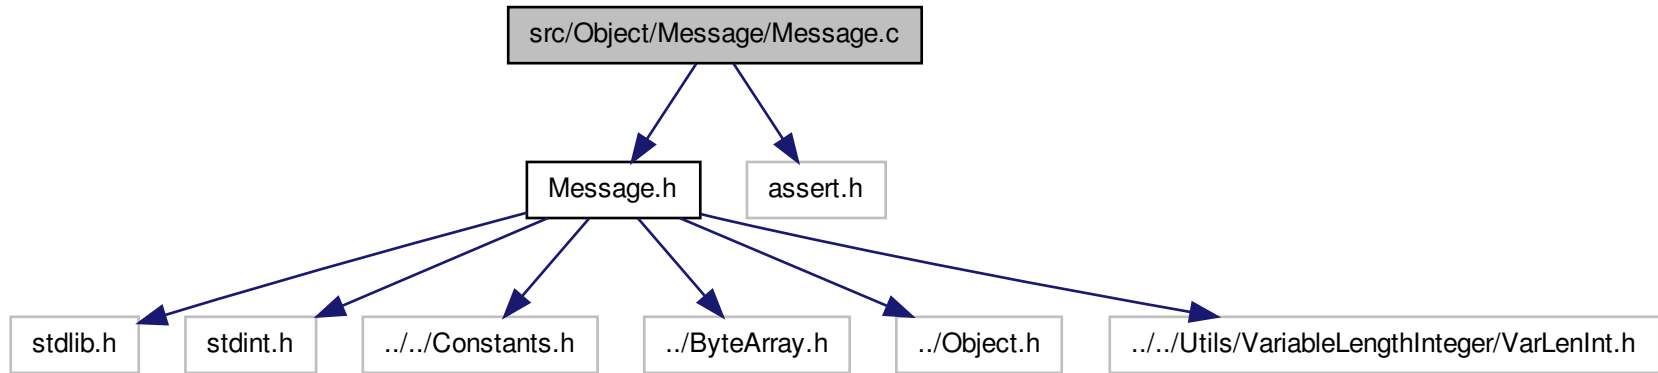 src/Object/Message/Message.c
Message.h
assert.h
stdlib.h
stdint.h
../../Constants.h
../ByteArray.h
../Object.h
../../Utils/VariableLengthInteger/VarLenInt.h